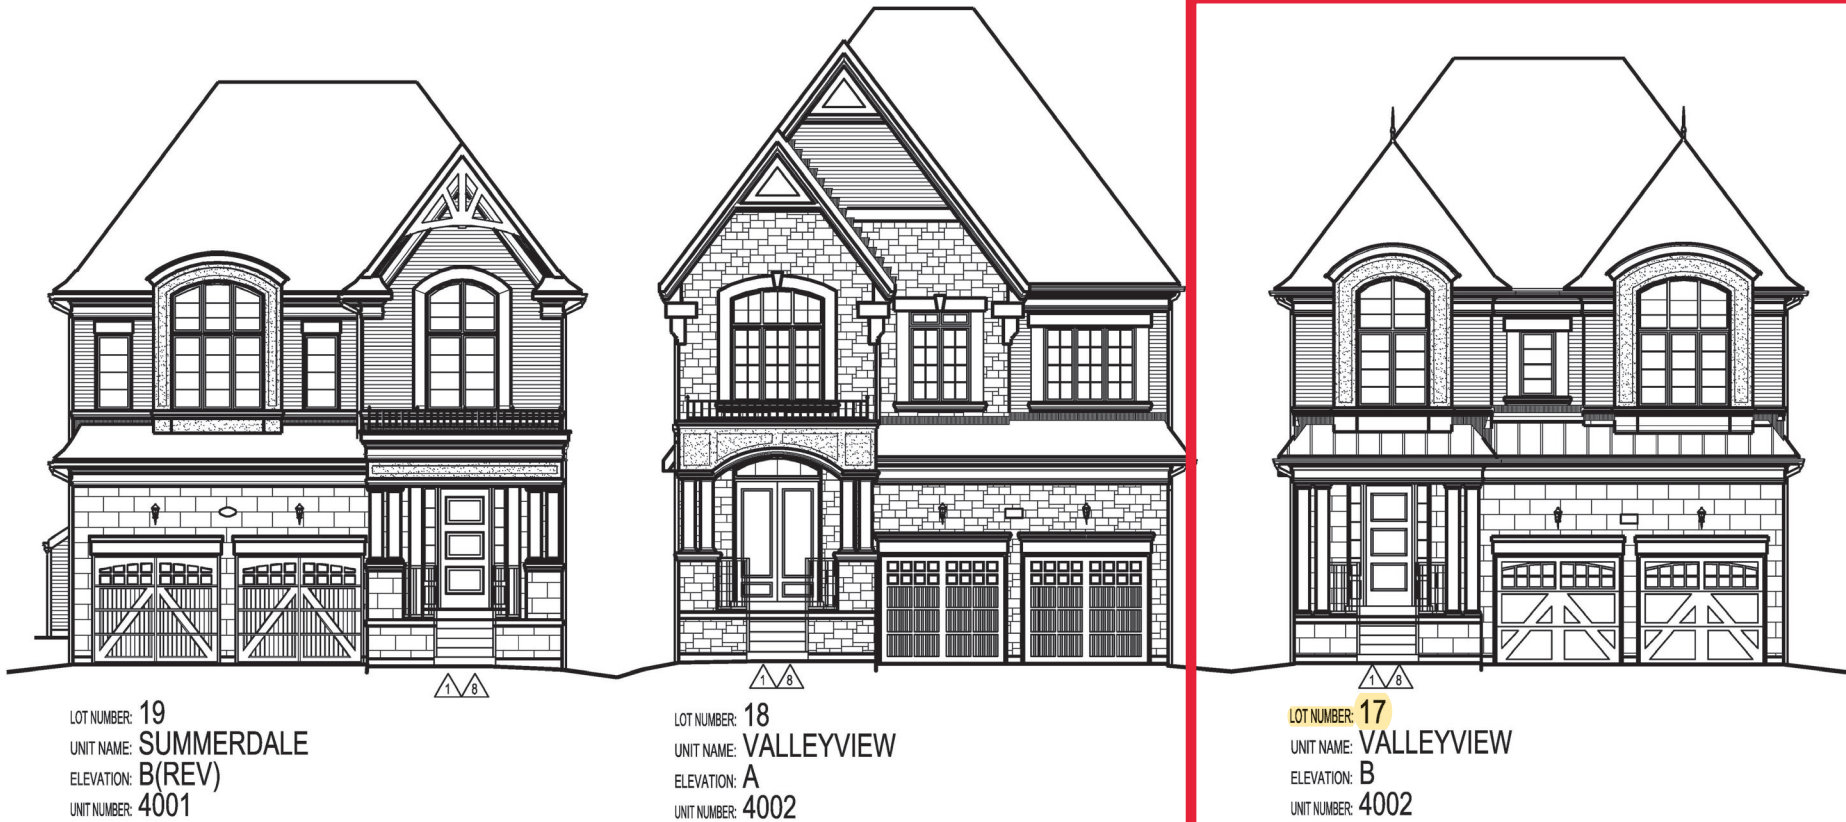 1 8
LOT NUMBER: 19
UNIT NAME: SUMMERDALE
ELEVATION: B(REV)
UNIT NUMBER: 4001
1 8
LOT NUMBER: 18
UNIT NAME: VALLEYVIEW
ELEVATION: A
UNIT NUMBER: 4002
1 8
LOT NUMBER: 17
UNIT NAME: VALLEYVIEW
ELEVATION: B
UNIT NUMBER: 4002